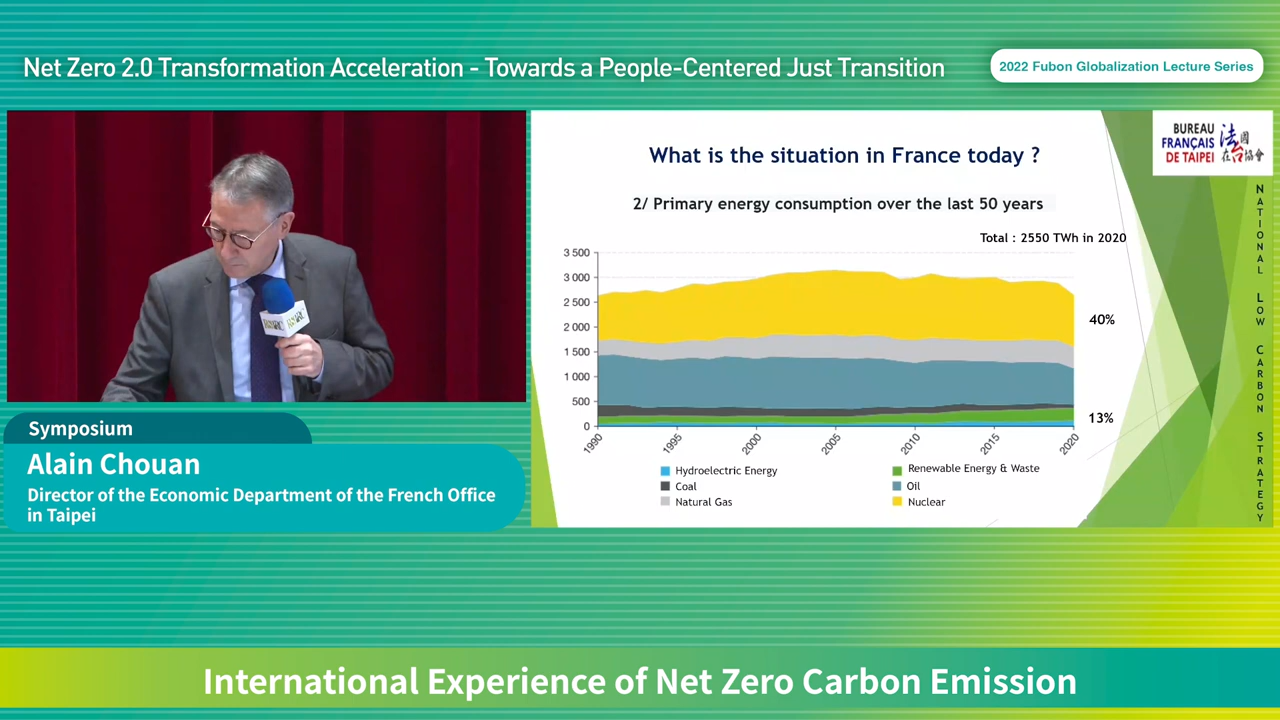 Net Zero 2.0 Transformation Acceleration - Towards a People-Centered Just Transition
2022 Fubon Globalization Lecture Series
BUREAU
FRANÇAIS
DE TAIPEI
法國
在台協會
What is the situation in France today ?
2/ Primary energy consumption over the last 50 years
Total : 2550 TWh in 2020
3 500
3 000
2 500
2 000
1 500
1 000
500
0
1990
1995
2000
2005
2010
2015
2020
40%
13%
Hydroelectric Energy
Renewable Energy & Waste
Coal
Oil
Natural Gas
Nuclear
NATIONAL LOW CARBON STRATEGY
Symposium
Alain Chouan
Director of the Economic Department of the French Office
in Taipei
International Experience of Net Zero Carbon Emission